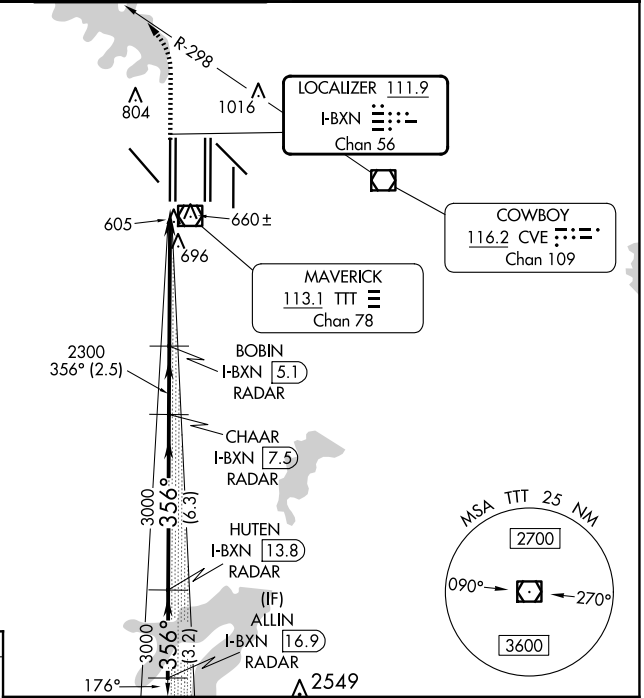 R-298
804
1016
LOCALIZER 111.9
I-BXN
Chan 56
605
660±
696
COWBOY
116.2 CVE
Chan 109
MAVERICK
113.1 TTT
Chan 78
2300
356° (2.5)
BOBIN
I-BXN 5.1
RADAR
CHAAR
I-BXN 7.5
RADAR
3000
356°
(6.3)
HUTEN
I-BXN 13.8
RADAR
(IF)
ALLIN
I-BXN 16.9
RADAR
3000
356°
(3.2)
176°
2549
MSA TTT 25 NM
2700
090°
270°
3600